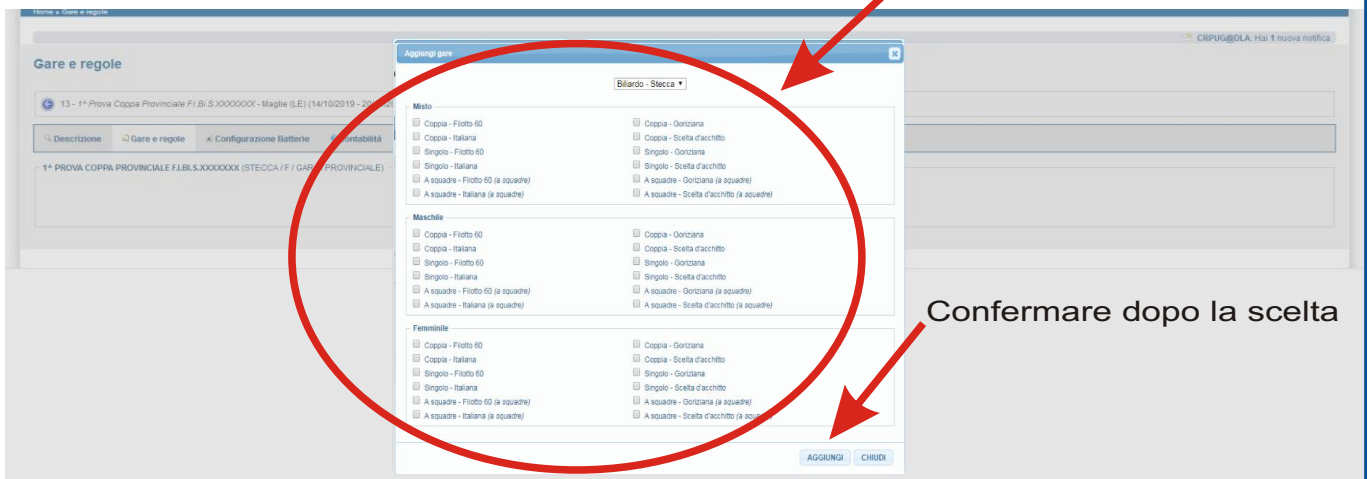 Home » Gare e regole
CRPUG@DLA: Hai 1 nuova notifica
Gare e regole
13 - 1^ Prova Coppa Provinciale F.I.Bi.S.XXXXXXX - Maglie (LE) (14/10/2019 -
Descrizione Gare e regole Configurazione Batterie
1^ PROVA COPPA PROVINCIALE F.I.BI.S.XXXXXXX (STECCA / F / GARA PROVINCIALE)
Aggiungi gare
Biliardo - Stecca
Misto
Coppia - Filotto 60 Coppia - Goriziana
Coppia - Italiana Coppia - Scelta d'acchitto
Singolo - Filotto 60 Singolo - Goriziana
Singolo - Italiana Singolo - Scelta d'acchitto
A squadre - Filotto 60 (a squadre) A squadre - Goriziana (a squadre)
A squadre - Italiana (a squadre) A squadre - Scelta d'acchitto (a squadre)
Maschile
Coppia - Filotto 60 Coppia - Goriziana
Coppia - Italiana Coppia - Scelta d'acchitto
Singolo - Filotto 60 Singolo - Goriziana
Singolo - Italiana Singolo - Scelta d'acchitto
A squadre - Filotto 60 (a squadre) A squadre - Goriziana (a squadre)
A squadre - Italiana (a squadre) A squadre - Scelta d'acchitto (a squadre)
Femminile
Coppia - Filotto 60 Coppia - Goriziana
Coppia - Italiana Coppia - Scelta d'acchitto
Singolo - Filotto 60 Singolo - Goriziana
Singolo - Italiana Singolo - Scelta d'acchitto
A squadre - Filotto 60 (a squadre) A squadre - Goriziana (a squadre)
A squadre - Italiana (a squadre) A squadre - Scelta d'acchitto (a squadre)
AGGIUNGI CHIUDI
Confermare dopo la scelta